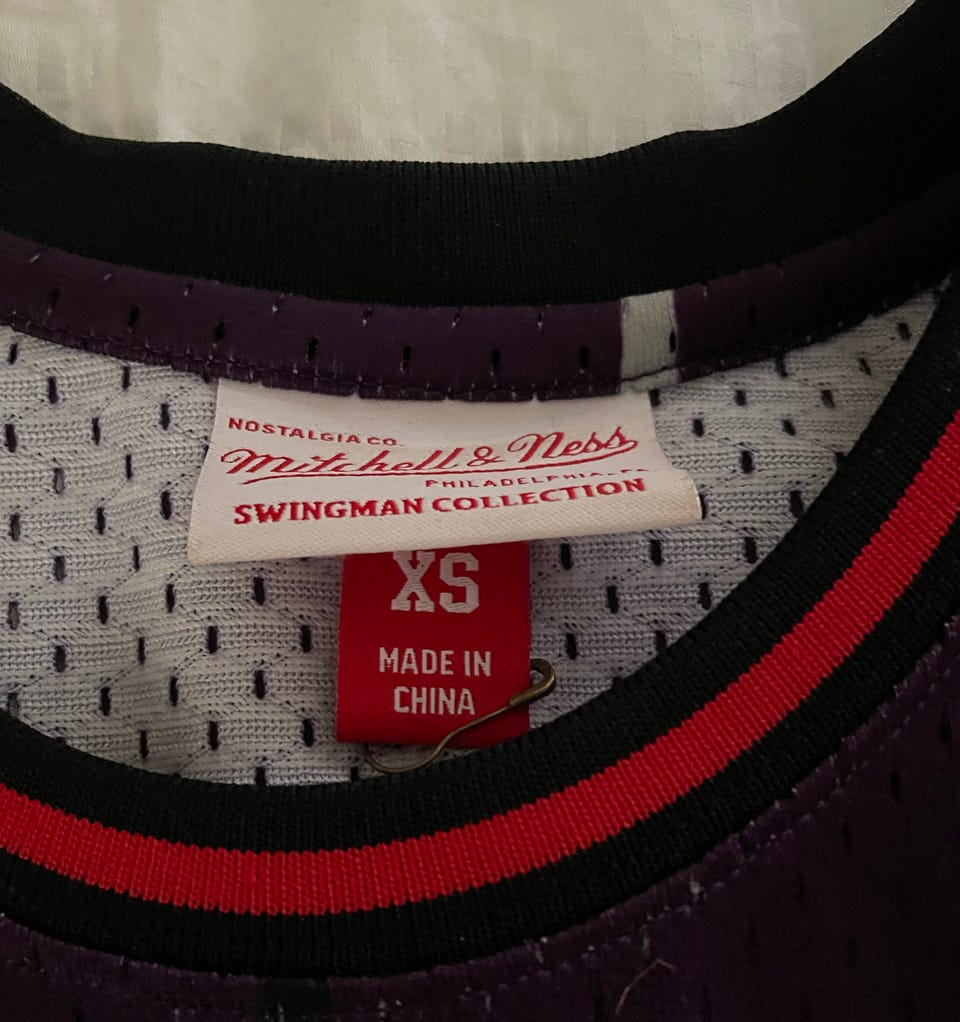 NOSTALGIA CO.
Mitchell & Ness
PHILADELPHIA, PA
SWINGMAN COLLECTION
XS
MADE IN
CHINA